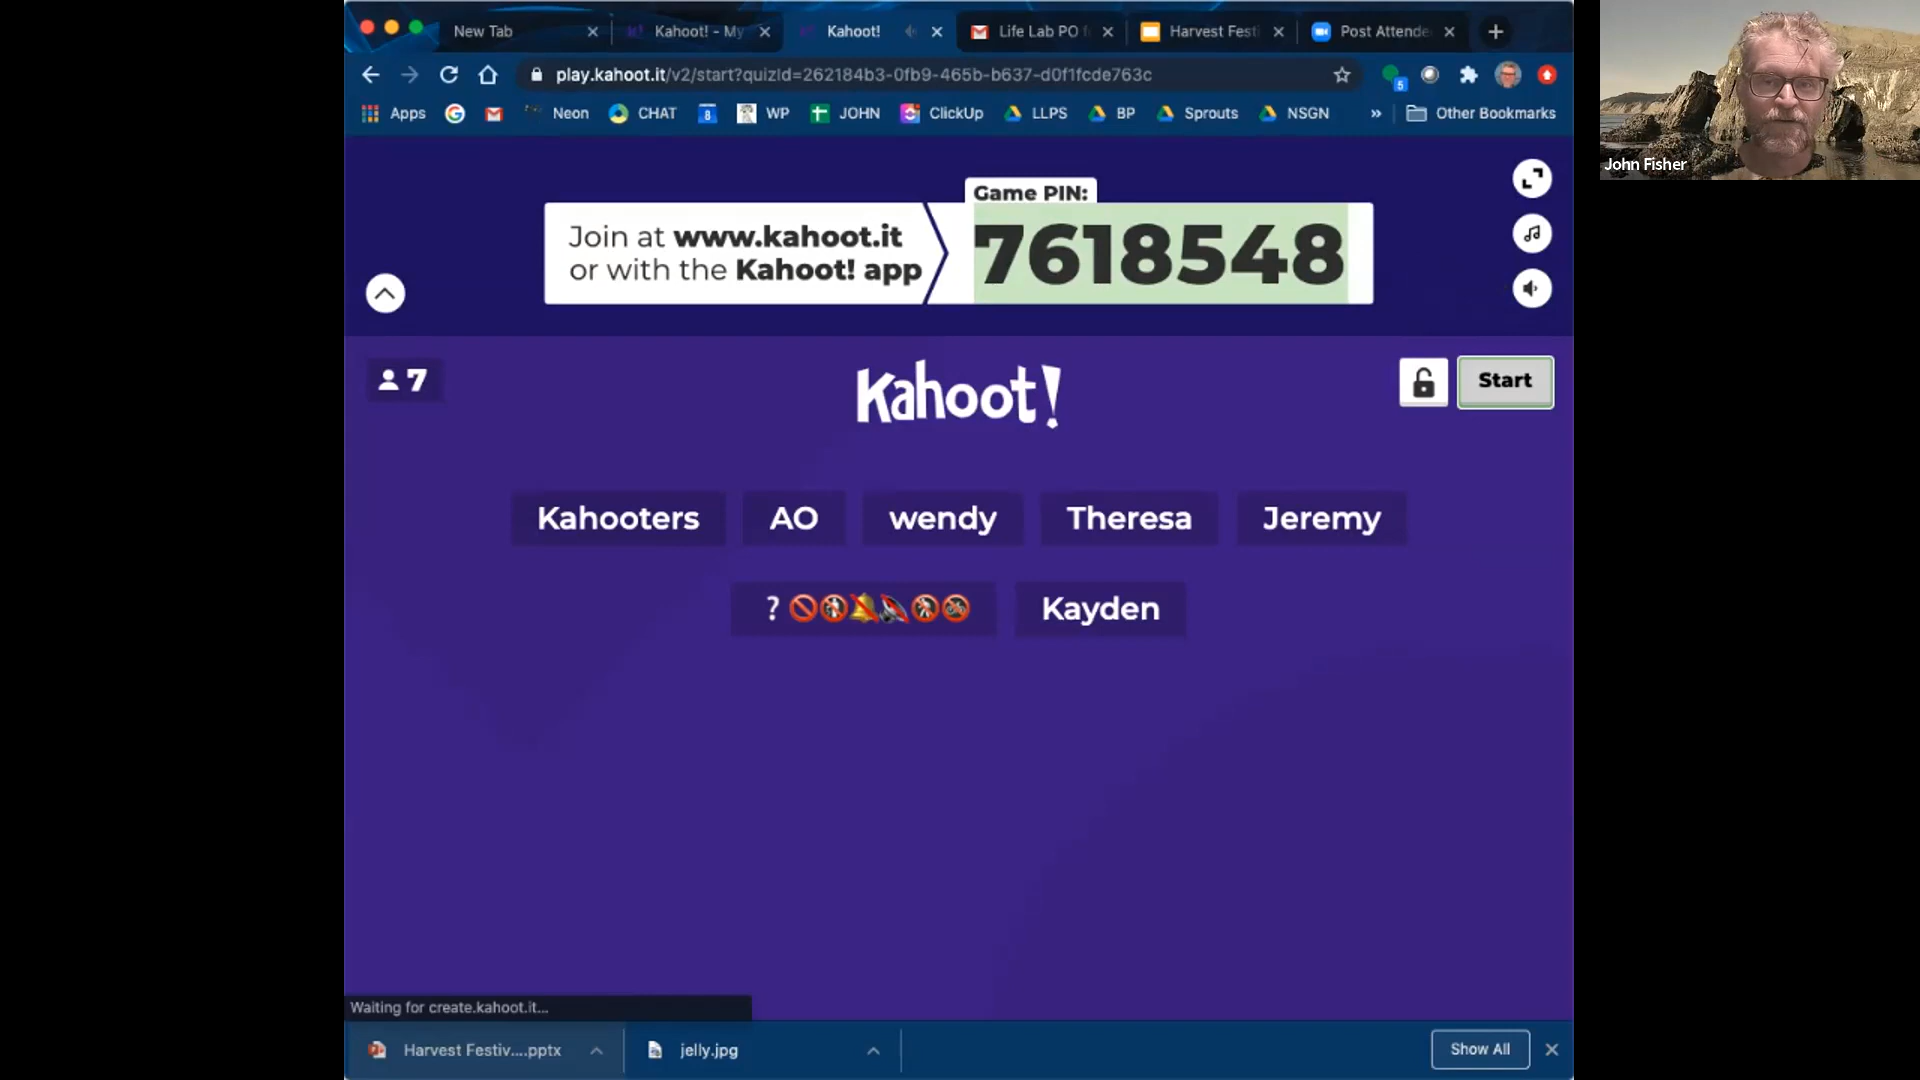 New Tab
Kahoot! - My
Kahoot!
Life Lab PO f
Harvest Festi
Post Attende
play.kahoot.it/v2/start?quizId=262184b3-0fb9-465b-b637-d0f1fcde763c
5
Apps
Neon
CHAT
8
WP
JOHN
ClickUp
LLPS
BP
Sprouts
NSGN
»
Other Bookmarks
John Fisher
Game PIN:
Join at www.kahoot.it
or with the Kahoot! app
7618548
7
Kahoot!
Start
Kahooters
AO
wendy
Theresa
Jeremy
? 🚫🚯🔕🔇🚷🚳
Kayden
Waiting for create.kahoot.it...
Harvest Festiv....pptx
jelly.jpg
Show All